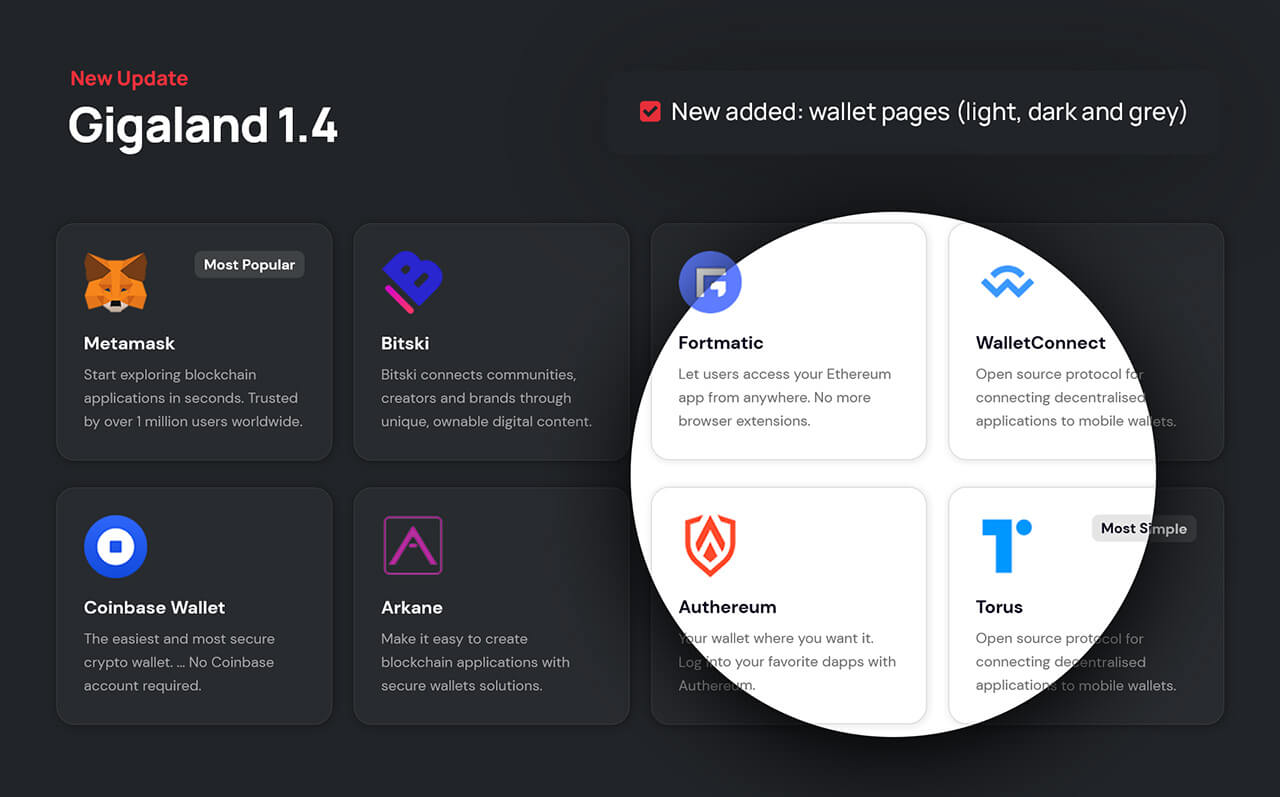 New Update
Gigaland 1.4
New added: wallet pages (light, dark and grey)
Most Popular
Metamask
Start exploring blockchain
applications in seconds. Trusted
by over 1 million users worldwide.
Bitski
Bitski connects communities,
creators and brands through
unique, ownable digital content.
Fortmatic
Let users access your Ethereum
app from anywhere. No more
browser extensions.
WalletConnect
Open source protocol for
connecting decentralised
applications to mobile wallets.
Coinbase Wallet
The easiest and most secure
crypto wallet. ... No Coinbase
account required.
Arkane
Make it easy to create
blockchain applications with
secure wallets solutions.
Authereum
Your wallet where you want it.
Log into your favorite dapps with
Authereum.
Most Simple
Torus
Open source protocol for
connecting decentralised
applications to mobile wallets.